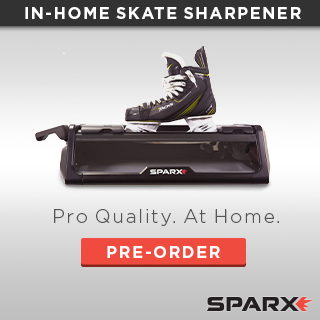 IN-HOME SKATE SHARPENER
SPARX
Pro Quality. At Home.
PRE-ORDER
SPARX